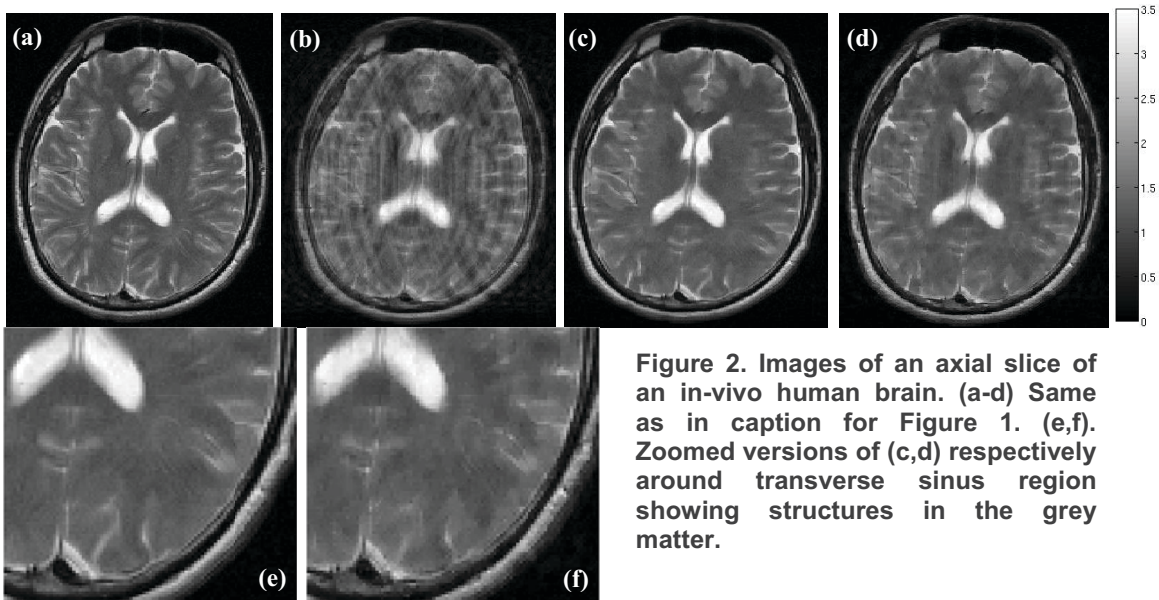 (a)
(b)
(c)
(d)
3.5
3
2.5
2
1.5
1
0.5
0
(e)
(f)
Figure 2. Images of an axial slice of
an in-vivo human brain. (a-d) Same
as in caption for Figure 1. (e,f).
Zoomed versions of (c,d) respectively
around transverse sinus region
showing structures in the grey
matter.